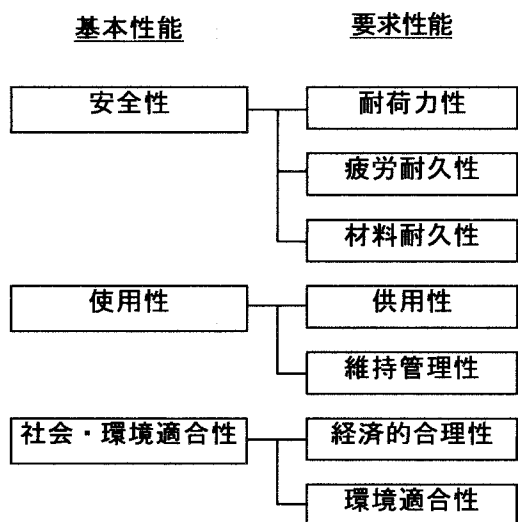 基本性能
要求性能
安全性
耐荷力性
疲労耐久性
材料耐久性
使用性
供用性
維持管理性
社会・環境適合性
経済的合理性
環境適合性